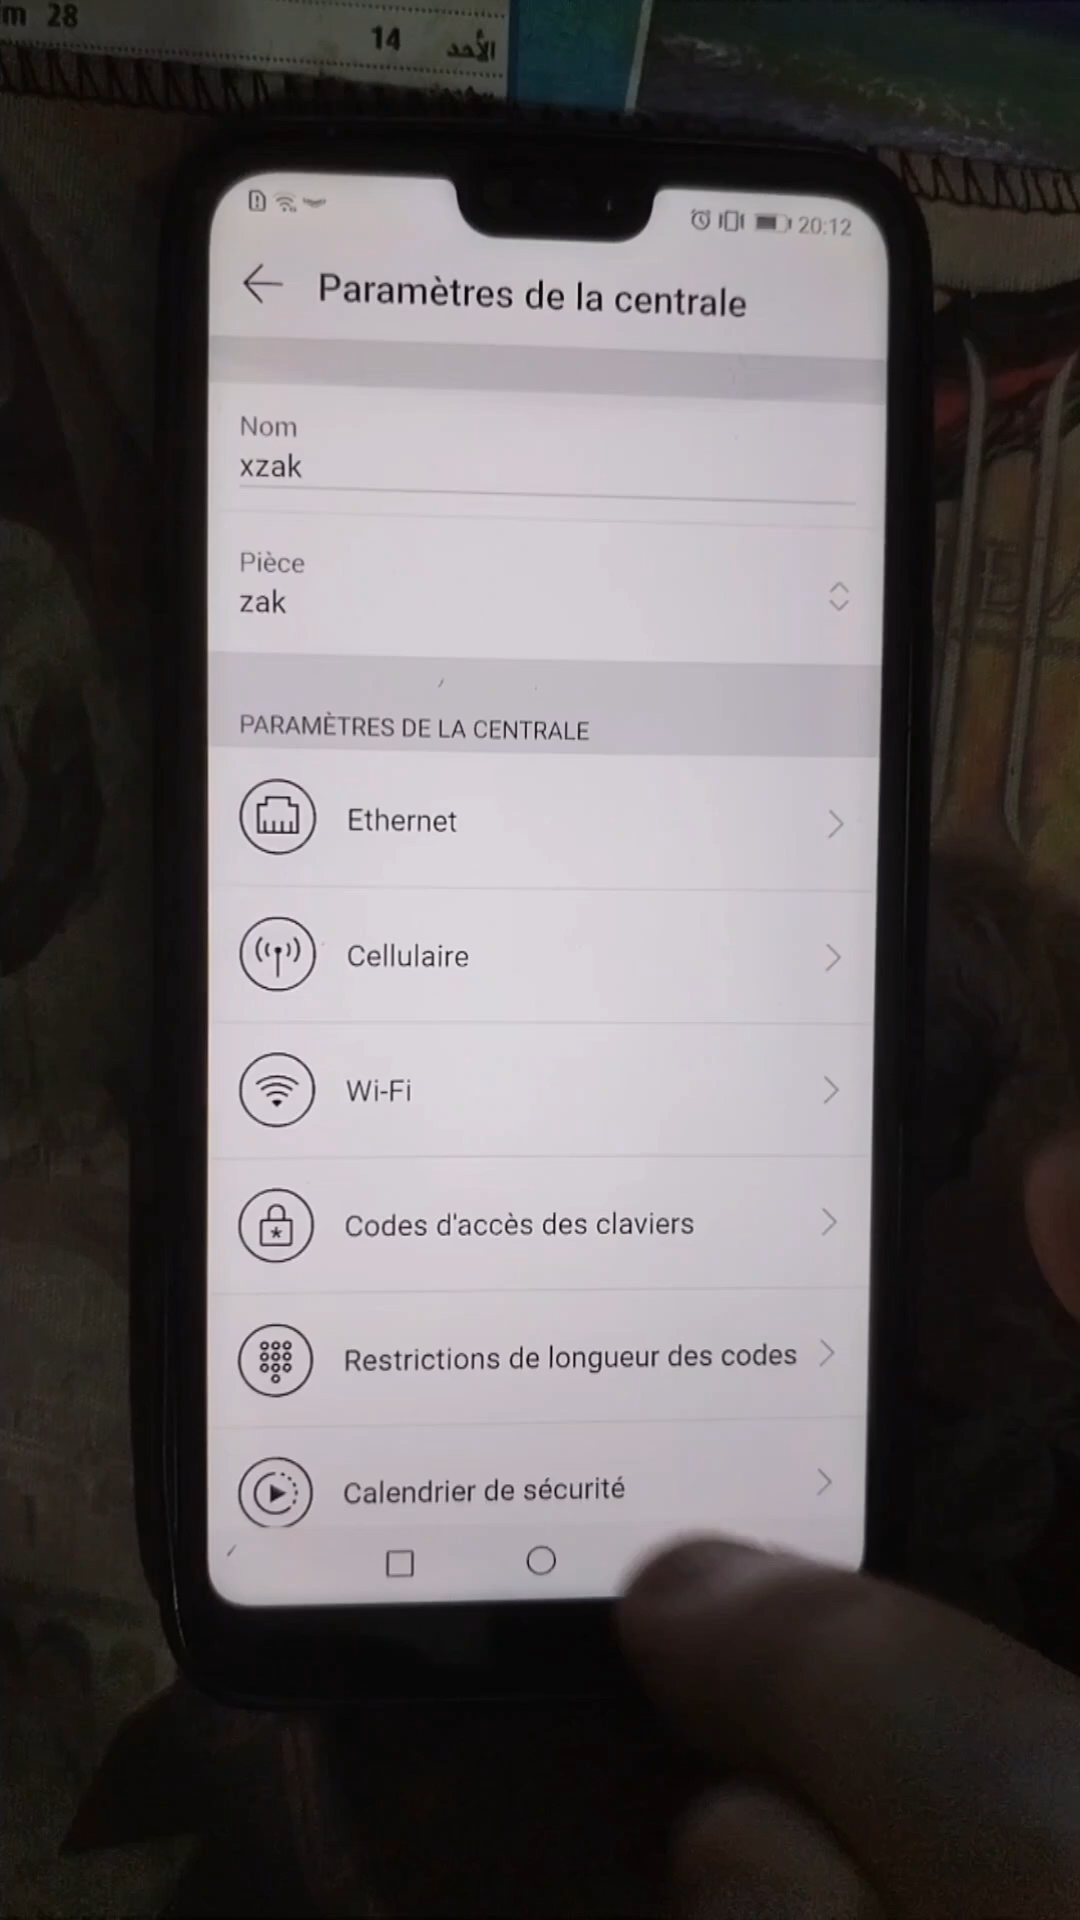 m 28
14 الأحد
20:12
Paramètres de la centrale
Nom
xzak
Pièce
zak
PARAMÈTRES DE LA CENTRALE
Ethernet
Cellulaire
Wi-Fi
Codes d'accès des claviers
Restrictions de longueur des codes
Calendrier de sécurité